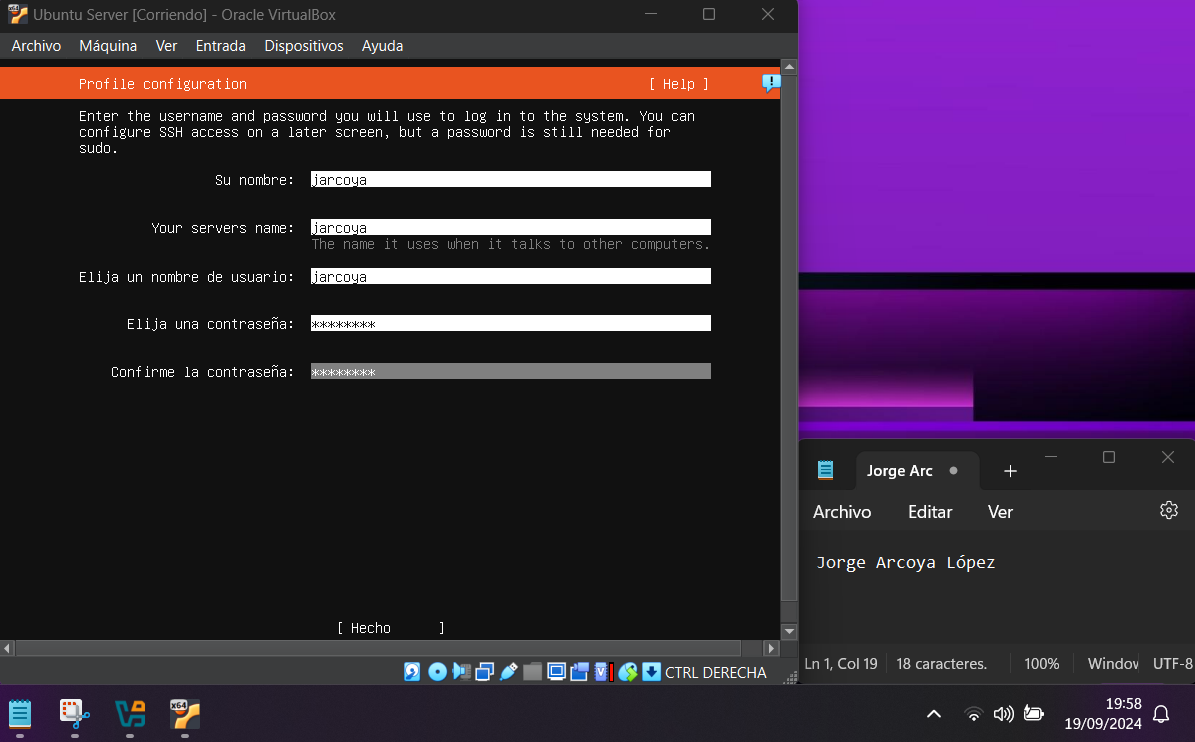 Ubuntu Server [Corriendo] - Oracle VirtualBox
Archivo Máquina Ver Entrada Dispositivos Ayuda
Profile configuration [ Help ]
Enter the username and password you will use to log in to the system. You can
configure SSH access on a later screen, but a password is still needed for
sudo.
Su nombre: jarcoya
Your servers name: jarcoya
The name it uses when it talks to other computers.
Elija un nombre de usuario: jarcoya
Elija una contraseña: ********
Confirme la contraseña: ********
[ Hecho ]
CTRL DERECHA
Jorge Arc
Archivo Editar Ver
Jorge Arcoya López
Ln 1, Col 19 18 caracteres. 100% Window UTF-8
x64
19:58
19/09/2024